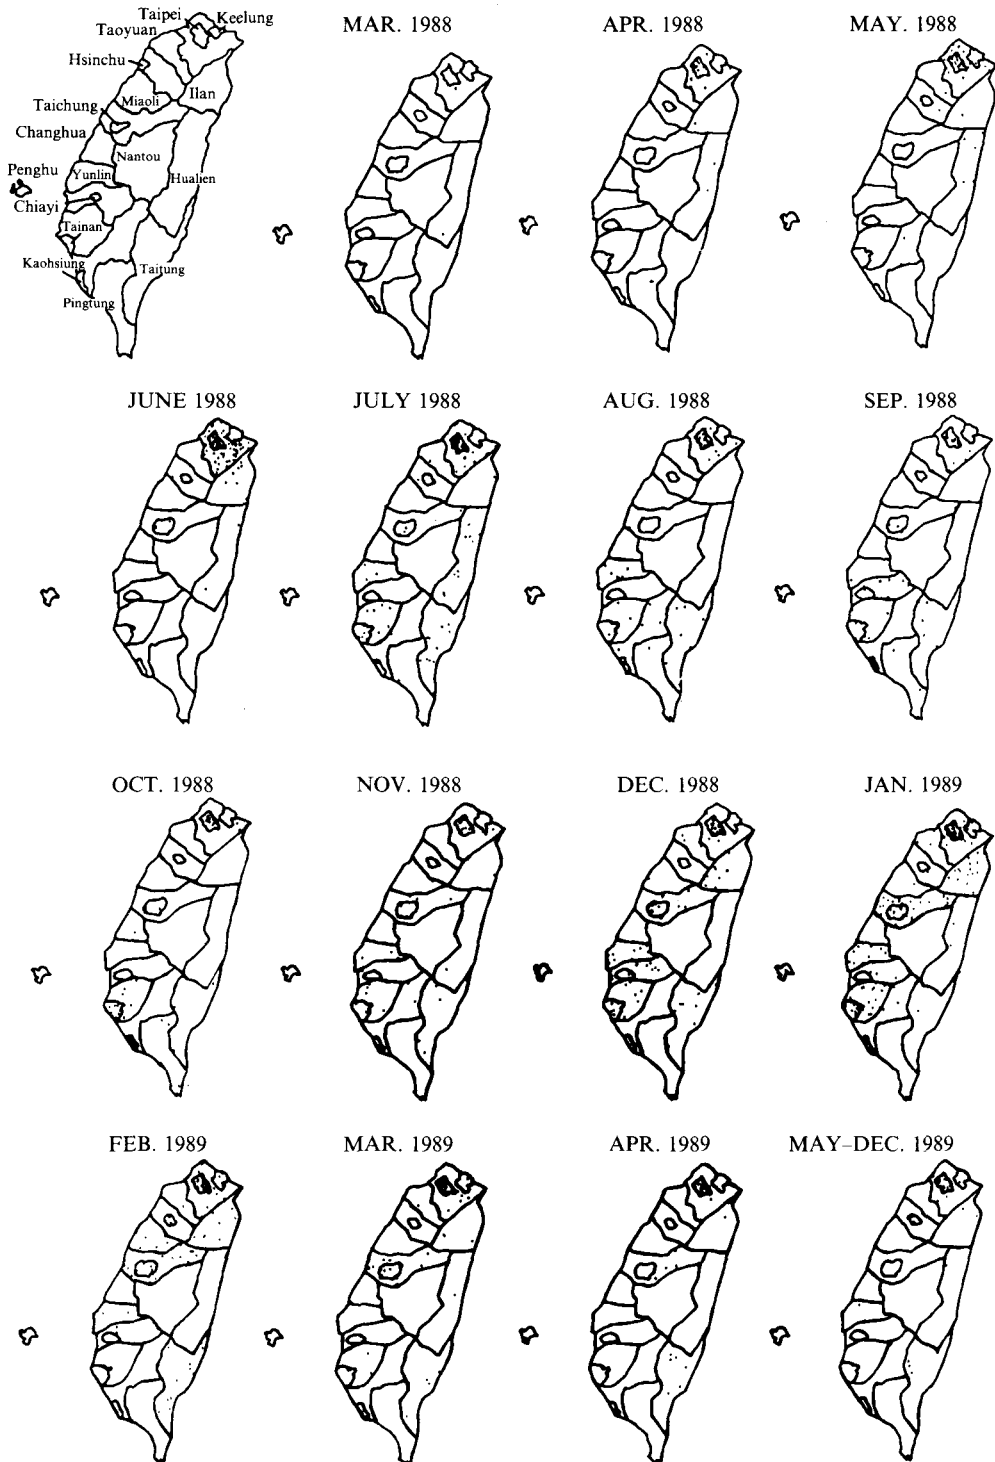 Taipei
Keelung
Taoyuan
Hsinchu
Miaoli
Ilan
Taichung
Changhua
Nantou
Penghu
Yunlin
Hualien
Chiayi
Tainan
Kaohsiung
Taitung
Pingtung
MAR. 1988
APR. 1988
MAY. 1988
JUNE 1988
JULY 1988
AUG. 1988
SEP. 1988
OCT. 1988
NOV. 1988
DEC. 1988
JAN. 1989
FEB. 1989
MAR. 1989
APR. 1989
MAY–DEC. 1989